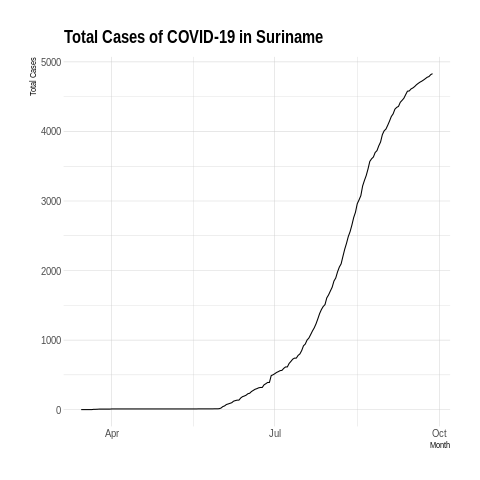 Total Cases of COVID-19 in Suriname
Total Cases
5000
4000
3000
2000
1000
0
Apr
Jul
Oct
Month